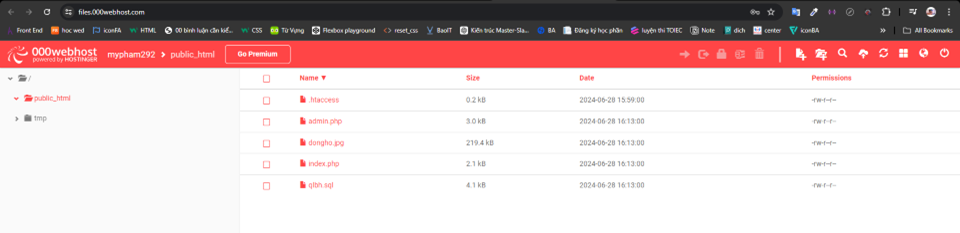 files.000webhost.com
Front End
học wed
iconFA
HTML
00 bình luận cần kiể...
CSS
Từ Vựng
Flexbox playground
reset_css
BaoIT
Kiến trúc Master-Sla...
BA
Đăng ký học phần
luyện thi TOIEC
Note
dich
center
iconBA
All Bookmarks
000webhost
powered by HOSTINGER
mypham292 > public_html
Go Premium
/
public_html
tmp
Name ▼ Size Date Permissions
.htaccess 0.2 kB 2024-06-28 15:59:00 -rw-r--r--
admin.php 3.0 kB 2024-06-28 16:13:00 -rw-r--r--
dongho.jpg 219.4 kB 2024-06-28 16:13:00 -rw-r--r--
index.php 2.1 kB 2024-06-28 16:13:00 -rw-r--r--
qlbh.sql 4.1 kB 2024-06-28 16:13:00 -rw-r--r--